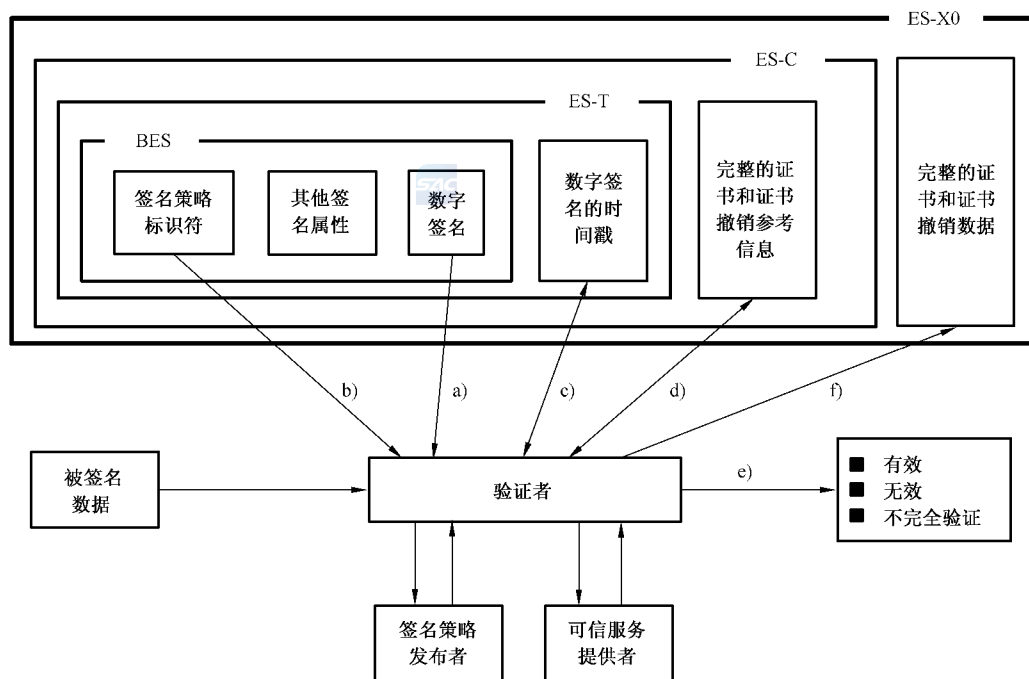 ES-X0
ES-C
ES-T
BES
签名策略
标识符
其他签
名属性
数字
签名
SAC
数字签
名的时
间戳
完整的证
书和证书
撤销参考
信息
完整的证
书和证书
撤销数据
b)
a)
c)
d)
f)
被签名
数据
验证者
e)
有效
无效
不完全验证
签名策略
发布者
可信服务
提供者